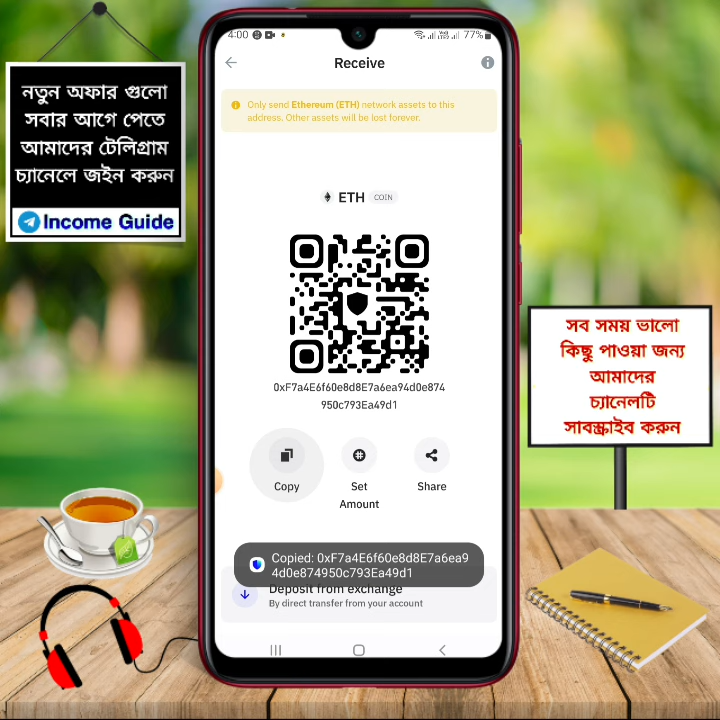 নতুন অফার গুলো
সবার আগে পেতে
আমাদের টেলিগ্রাম
চ্যানেলে জইন করুন
Income Guide
4:00
77%
Receive
Only send Ethereum (ETH) network assets to this
address. Other assets will be lost forever.
ETH COIN
0xF7a4E6f60e8d8E7a6ea94d0e874
950c793Ea49d1
Copy
Set
Amount
Share
Copied: 0xF7a4E6f60e8d8E7a6ea9
4d0e874950c793Ea49d1
Deposit from exchange
By direct transfer from your account
সব সময় ভালো
কিছু পাওয়া জন্য
আমাদের
চ্যানেলটি
সাবস্ক্রাইব করুন